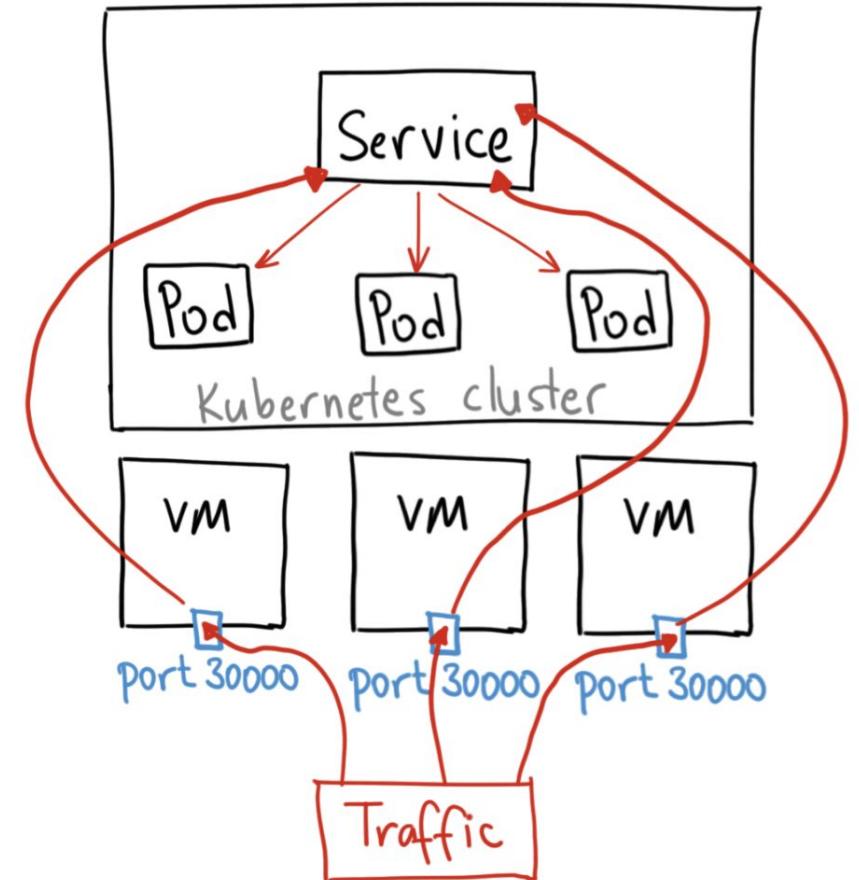 Service
Pod
Pod
Pod
Kubernetes cluster
VM
VM
VM
port 30000
port 30000
port 30000
Traffic